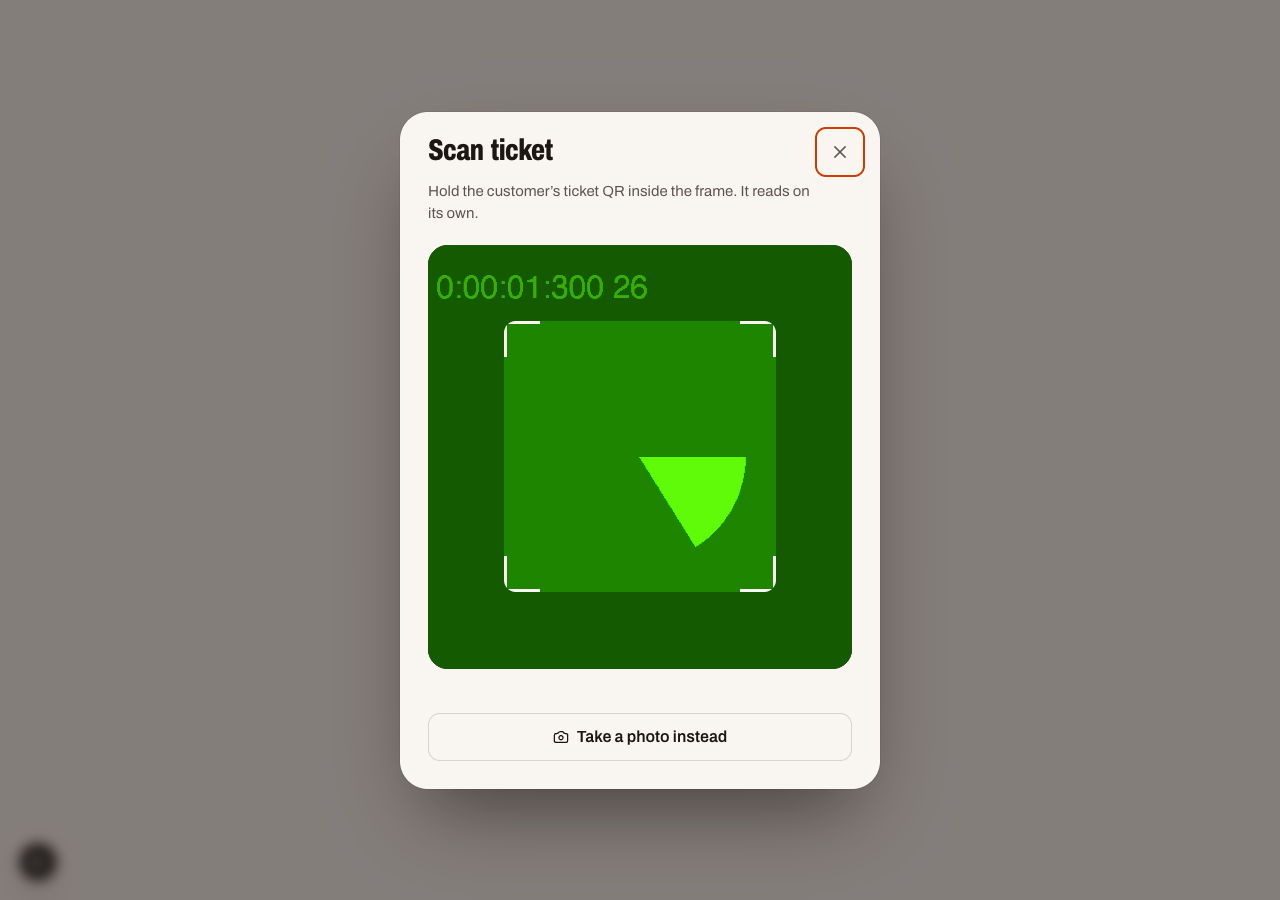 Scan ticket
Hold the customer’s ticket QR inside the frame. It reads on
its own.
0:00:01:300 26
Take a photo instead